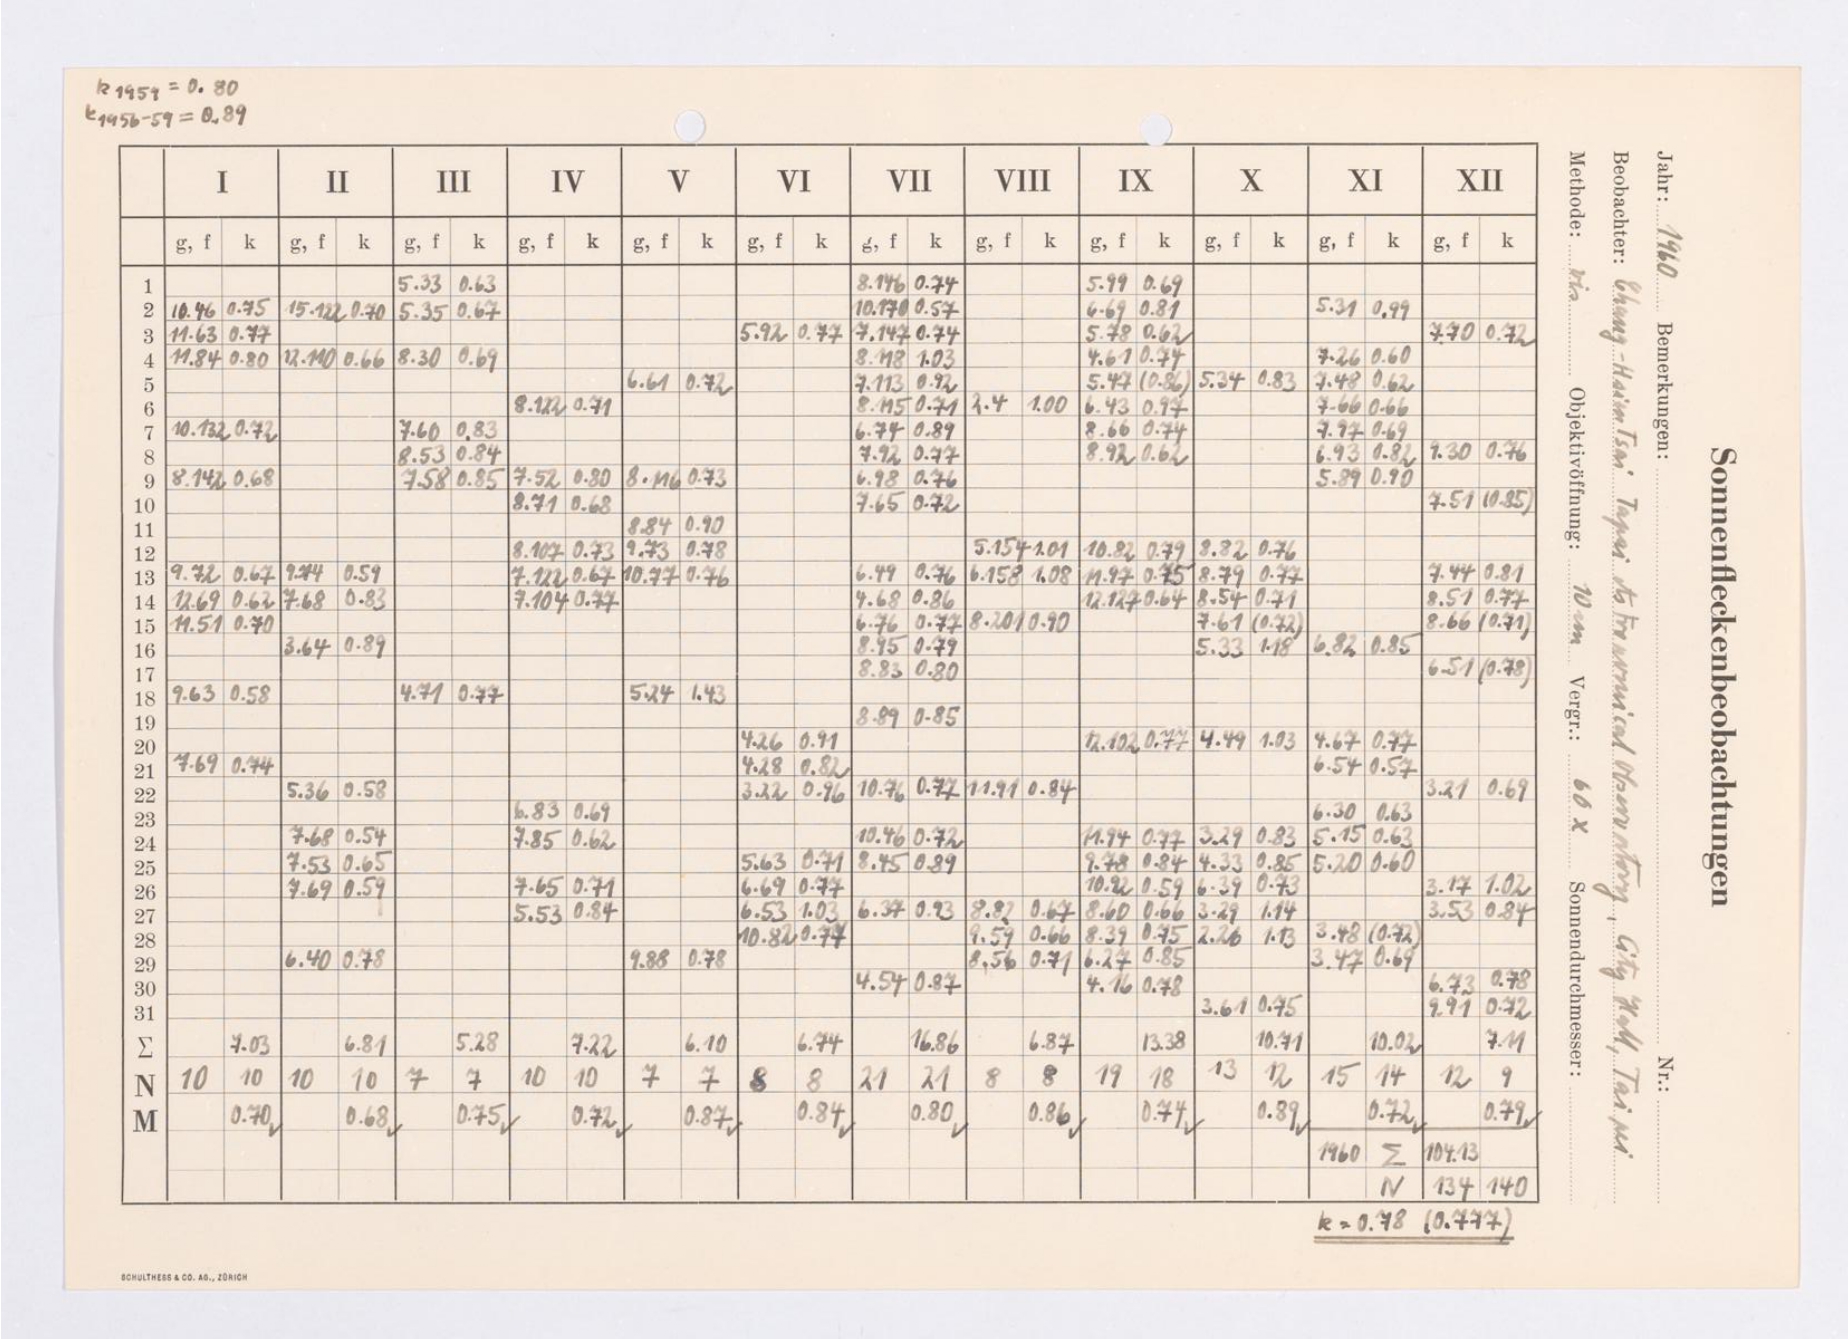 k 1959 = 0.80
k 1956-59 = 0.89
Sonnenfleckenbeobachtungen
Jahr: 1960 Bemerkungen: Nr.:
Beobachter: Tsai Taipei Astronomical Observatory, City Hall, Taipei
Methode: vis. Objektivöffnung: 10 cm Vergr.: 60 X Sonnendurchmesser:
I II III IV V VI VII VIII IX X XI XII
g, f k g, f k g, f k g, f k g, f k g, f k g, f k g, f k g, f k g, f k g, f k g, f k
1 5.33 0.63 8.146 0.74 5.99 0.69
2 10.46 0.75 15.122 0.70 5.35 0.67 10.170 0.57 6.69 0.81 5.31 0.99
3 11.63 0.77 5.92 0.77 7.147 0.74 5.78 0.62 7.70 0.72
4 11.84 0.80 12.110 0.66 8.30 0.69 8.118 1.03 4.61 0.74 7.26 0.60
5 6.61 0.72 7.113 0.92 5.47 (0.86) 5.34 0.83 7.48 0.62
6 8.122 0.71 8.115 0.71 2.4 1.00 6.43 0.97 7.66 0.66
7 10.132 0.72 7.60 0.83 6.74 0.89 8.66 0.74 7.97 0.69
8 8.53 0.84 7.92 0.77 8.92 0.62 6.93 0.82 9.30 0.76
9 8.142 0.68 7.58 0.85 7.52 0.80 8.116 0.73 6.98 0.76 5.89 0.90
10 8.71 0.68 7.65 0.72 7.51 (0.85)
11 8.84 0.90
12 8.107 0.73 9.73 0.78 5.154 1.01 10.82 0.79 8.82 0.76
13 9.72 0.67 9.74 0.59 7.122 0.67 10.77 0.76 6.49 0.76 6.158 1.08 11.97 0.75 8.79 0.77 7.44 0.81
14 12.69 0.62 7.68 0.83 7.104 0.77 4.68 0.86 12.127 0.64 8.54 0.71 8.51 0.77
15 11.51 0.70 6.76 0.77 8.201 0.90 7.61 (0.72) 8.66 (0.71)
16 3.64 0.89 8.95 0.79 5.33 1.18 6.82 0.85
17 8.83 0.80 6.51 (0.78)
18 9.63 0.58 4.71 0.77 5.24 1.43
19 8.89 0.85
20 4.26 0.91 12.102 0.77 4.49 1.03 4.67 0.77
21 7.69 0.74 4.28 0.82 6.54 0.57
22 5.36 0.58 3.22 0.96 10.76 0.77 11.91 0.84 3.21 0.69
23 6.83 0.69 6.30 0.63
24 7.68 0.54 7.85 0.62 10.46 0.72 11.94 0.77 3.29 0.83 5.15 0.63
25 7.53 0.65 5.63 0.71 8.45 0.89 9.78 0.84 4.33 0.85 5.20 0.60
26 7.69 0.59 7.65 0.71 6.69 0.77 10.92 0.59 6.39 0.73 3.17 1.02
27 5.53 0.84 6.53 1.03 6.37 0.93 8.82 0.67 8.60 0.66 3.29 1.14 3.53 0.84
28 10.82 0.77 9.59 0.66 8.39 0.75 2.26 1.13 3.48 (0.72)
29 6.40 0.78 9.88 0.78 8.56 0.71 6.27 0.85 3.47 0.69
30 4.54 0.87 4.16 0.78 6.73 0.78
31 3.61 0.75 9.91 0.72
Σ 7.03 6.81 5.28 7.22 6.10 6.74 16.86 6.87 13.38 10.71 10.02 7.11
N 10 10 10 10 7 7 10 10 7 7 8 8 21 21 8 8 19 18 13 12 15 14 12 9
M 0.70 0.68 0.75 0.72 0.87 0.84 0.80 0.86 0.74 0.89 0.72 0.79
1960 Σ 104.13
N 134 140
k = 0.78 (0.777)
SCHULTHESS & CO. AG., ZÜRICH